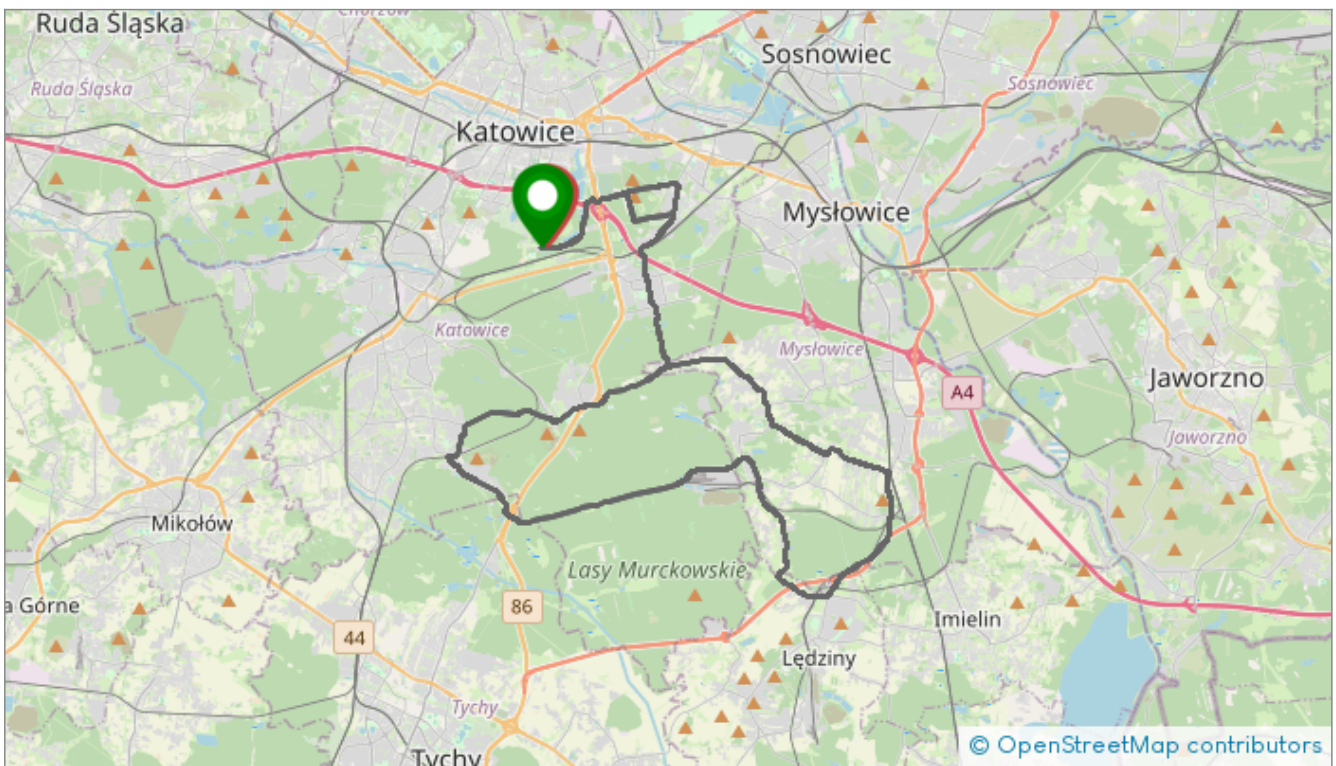 Chorzów
Ruda Śląska
Sosnowiec
Ruda Śląska
Sosnowiec
Katowice
Mysłowice
Katowice
Mysłowice
A4
Jaworzno
Jaworzno
Mikołów
Lasy Murckowskie
a Górne
86
Imielin
44
Lędziny
Tychy
Tychy
© OpenStreetMap contributors